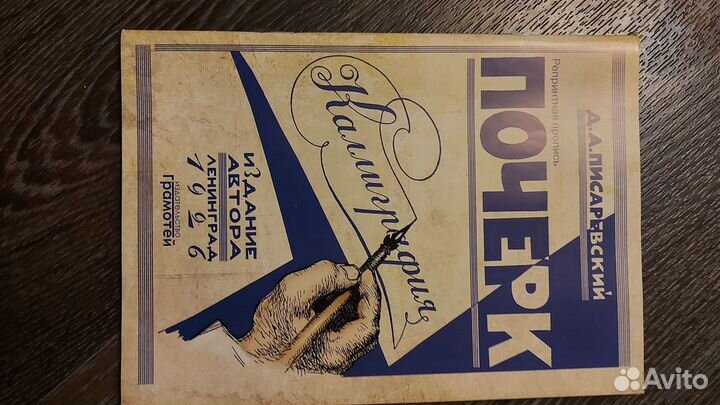 Д.А.ПИСАРЕВСКИЙ
Репринтная пропись
ПОЧЕРК
Каллиграфия
ИЗДАНИЕ
АВТОРА
ЛЕНИНГРАД
1926
ИЗДАТЕЛЬСТВО
грамотей
Avito